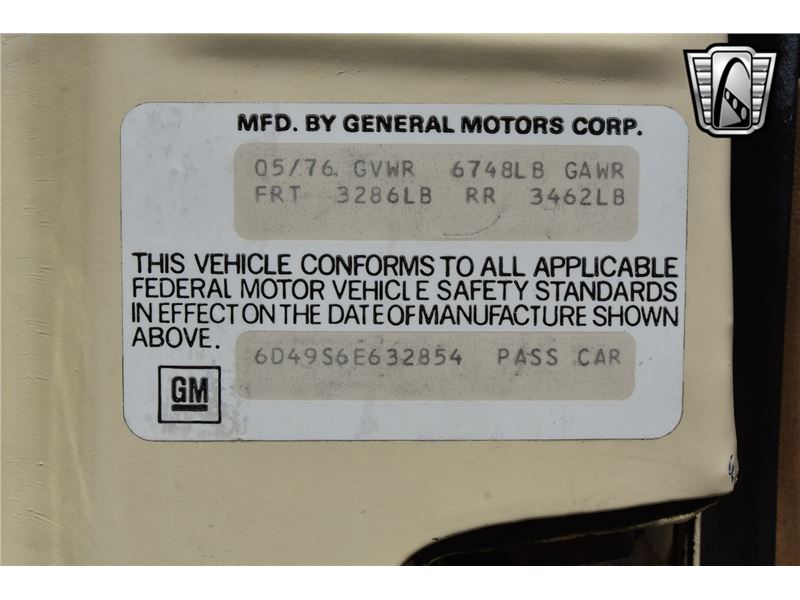 MFD. BY GENERAL MOTORS CORP.
05/76 GVWR 6748LB GAWR
FRT 3286LB RR 3462LB
THIS VEHICLE CONFORMS TO ALL APPLICABLE
FEDERAL MOTOR VEHICLE SAFETY STANDARDS
IN EFFECT ON THE DATE OF MANUFACTURE SHOWN
ABOVE.
6D49S6E632854 PASS CAR
GM